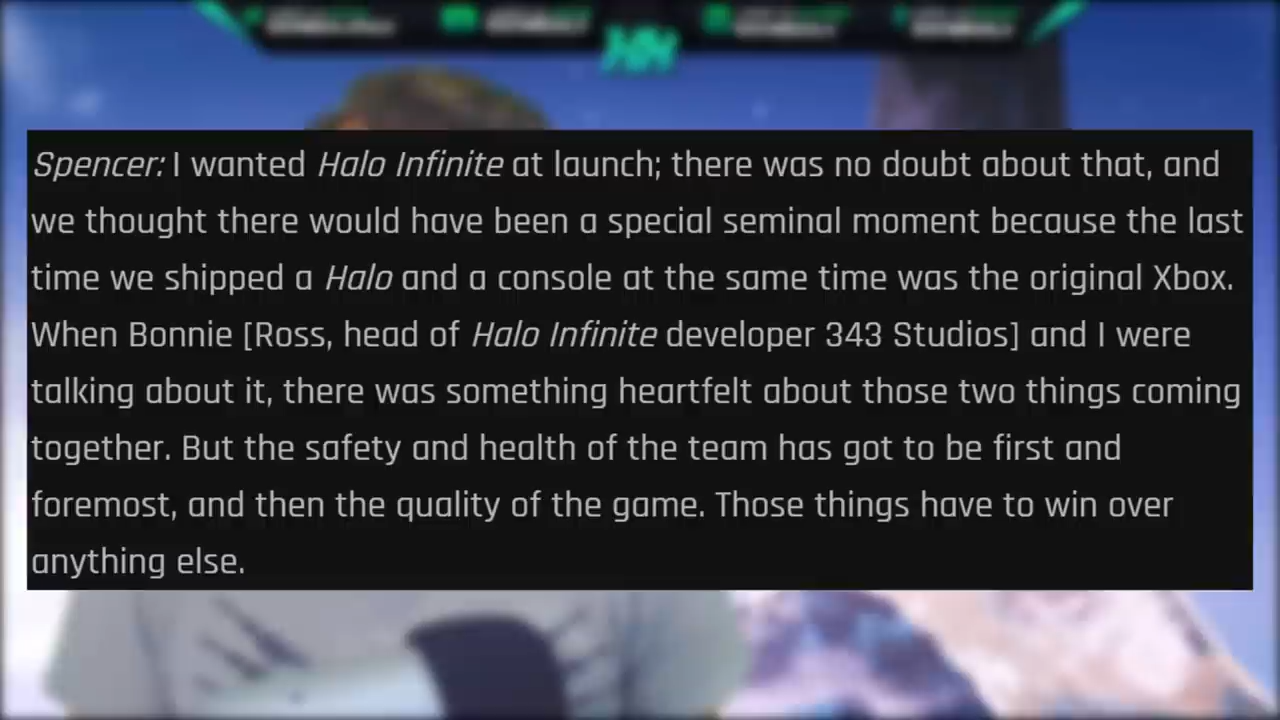 Spencer: I wanted Halo Infinite at launch; there was no doubt about that, and
we thought there would have been a special seminal moment because the last
time we shipped a Halo and a console at the same time was the original Xbox.
When Bonnie [Ross, head of Halo Infinite developer 343 Studios] and I were
talking about it, there was something heartfelt about those two things coming
together. But the safety and health of the team has got to be first and
foremost, and then the quality of the game. Those things have to win over
anything else.